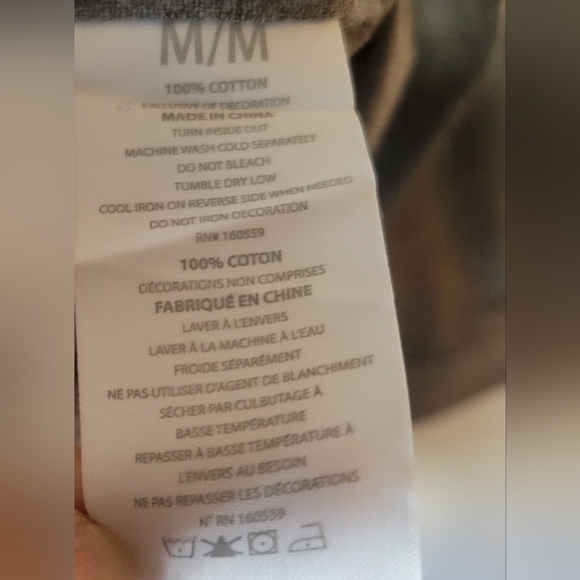 M/M
100% COTTON
EXCLUSIVE OF DECORATION
MADE IN CHINA
TURN INSIDE OUT
MACHINE WASH COLD SEPARATELY
DO NOT BLEACH
TUMBLE DRY LOW
COOL IRON ON REVERSE SIDE WHEN NEEDED
DO NOT IRON DECORATION
RN# 160559
100% COTON
DÉCORATIONS NON COMPRISES
FABRIQUÉ EN CHINE
LAVER À L'ENVERS
LAVER À LA MACHINE À L'EAU
FROIDE SÉPARÉMENT
NE PAS UTILISER D'AGENT DE BLANCHIMENT
SÉCHER PAR CULBUTAGE À
BASSE TEMPÉRATURE
REPASSER À BASSE TEMPÉRATURE À
L'ENVERS AU BESOIN
NE PAS REPASSER LES DÉCORATIONS
N° RN 160559